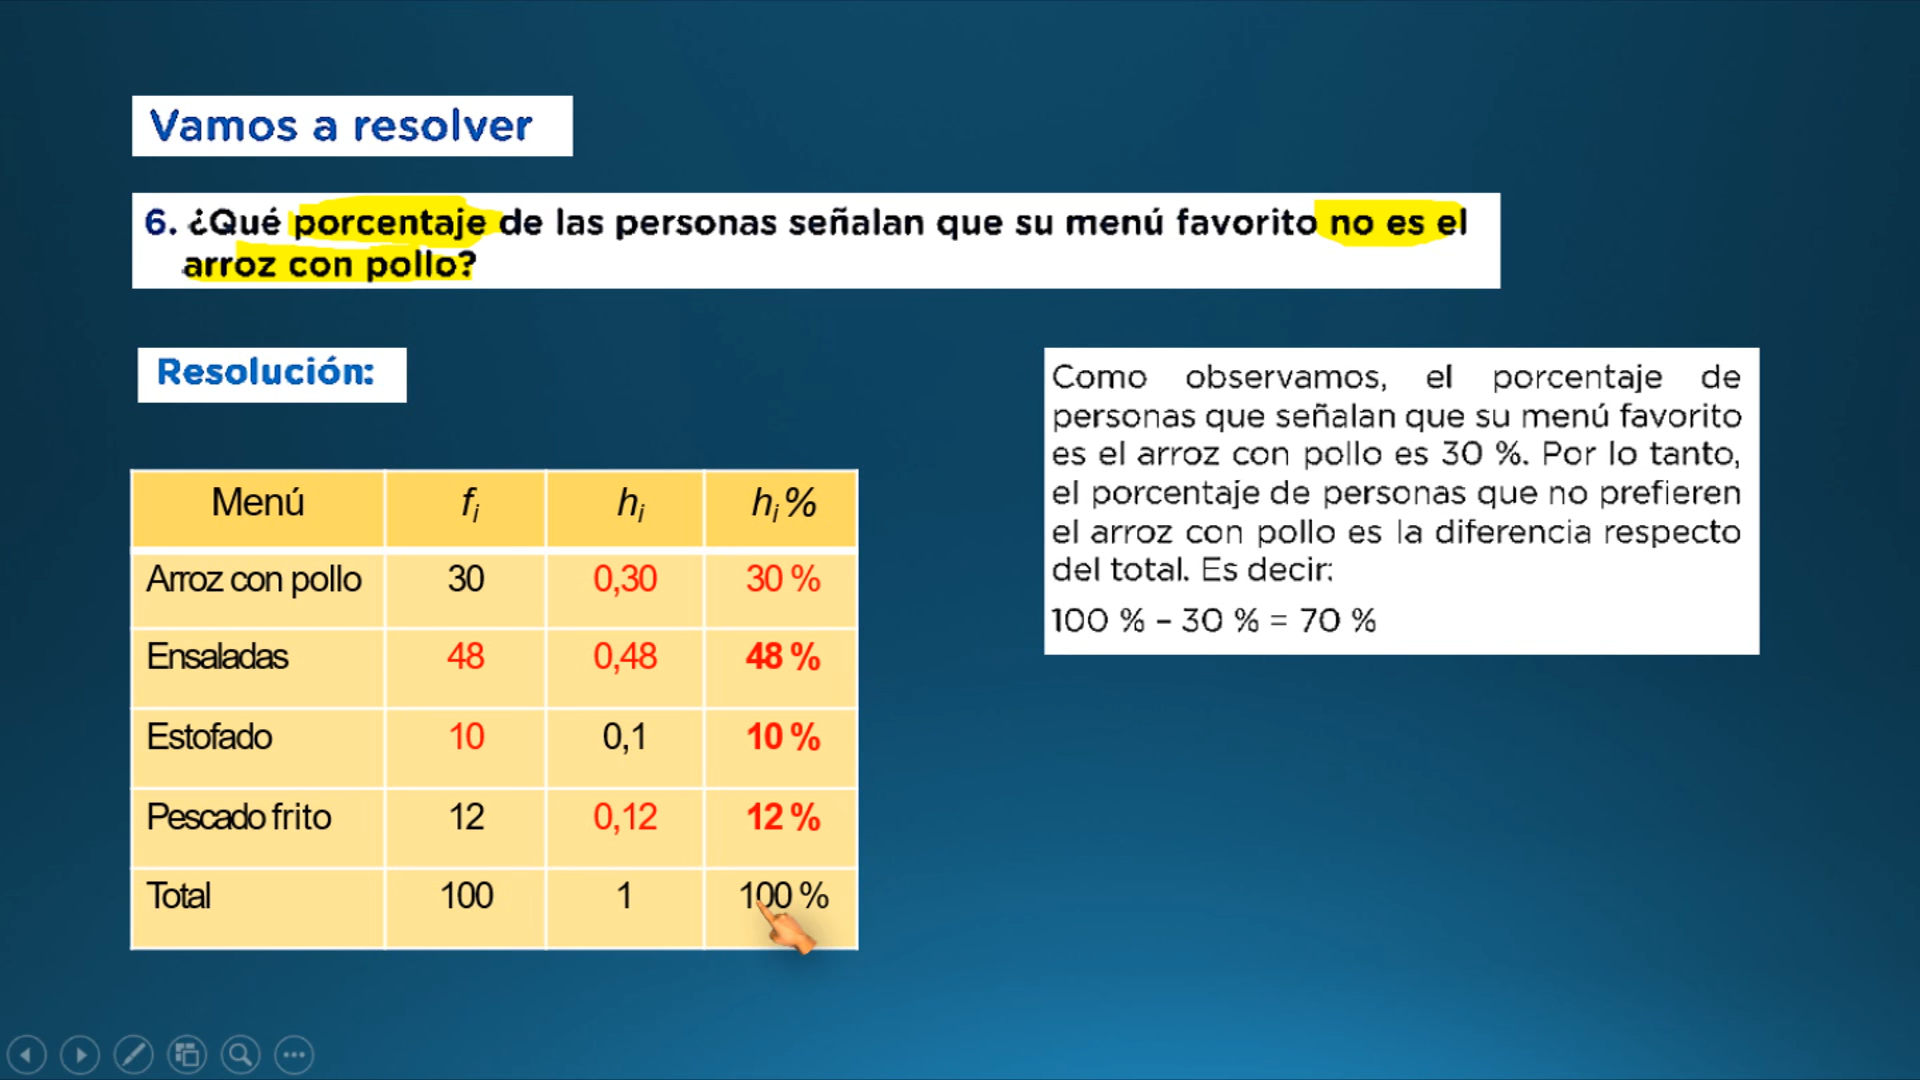 Vamos a resolver
6. ¿Qué porcentaje de las personas señalan que su menú favorito no es el
arroz con pollo?
Resolución:
Como observamos, el porcentaje de
personas que señalan que su menú favorito
es el arroz con pollo es 30 %. Por lo tanto,
el porcentaje de personas que no prefieren
el arroz con pollo es la diferencia respecto
del total. Es decir:
100 % – 30 % = 70 %
Menú fi hi hi%
Arroz con pollo 30 0,30 30 %
Ensaladas 48 0,48 48 %
Estofado 10 0,1 10 %
Pescado frito 12 0,12 12 %
Total 100 1 100 %